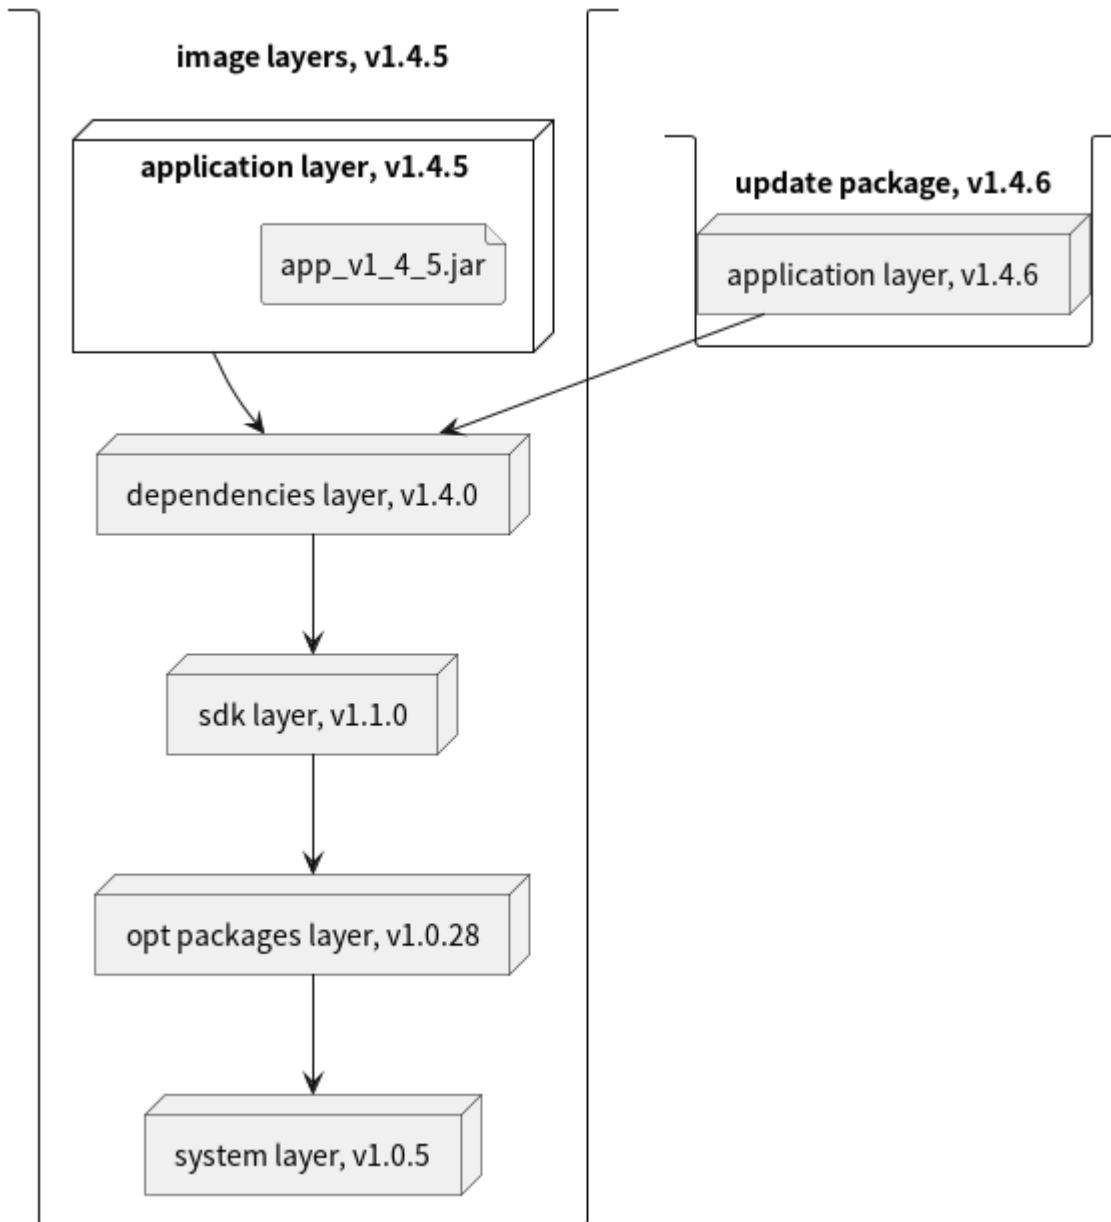 image layers, v1.4.5
application layer, v1.4.5
app_v1_4_5.jar
update package, v1.4.6
application layer, v1.4.6
dependencies layer, v1.4.0
sdk layer, v1.1.0
opt packages layer, v1.0.28
system layer, v1.0.5